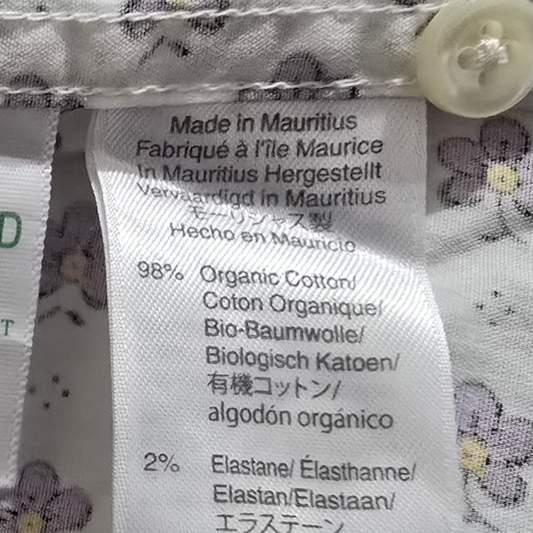 Made in Mauritius
Fabriqué à l'île Maurice
In Mauritius Hergestellt
Vervaardigd in Mauritius
モーリシャス製
Hecho en Mauricio
98% Organic Cotton/
Coton Organique/
Bio-Baumwolle/
Biologisch Katoen/
有機コットン/
algodón orgánico
2% Elastane/ Élasthanne/
Elastan/Elastaan/
エラステーン
D
T